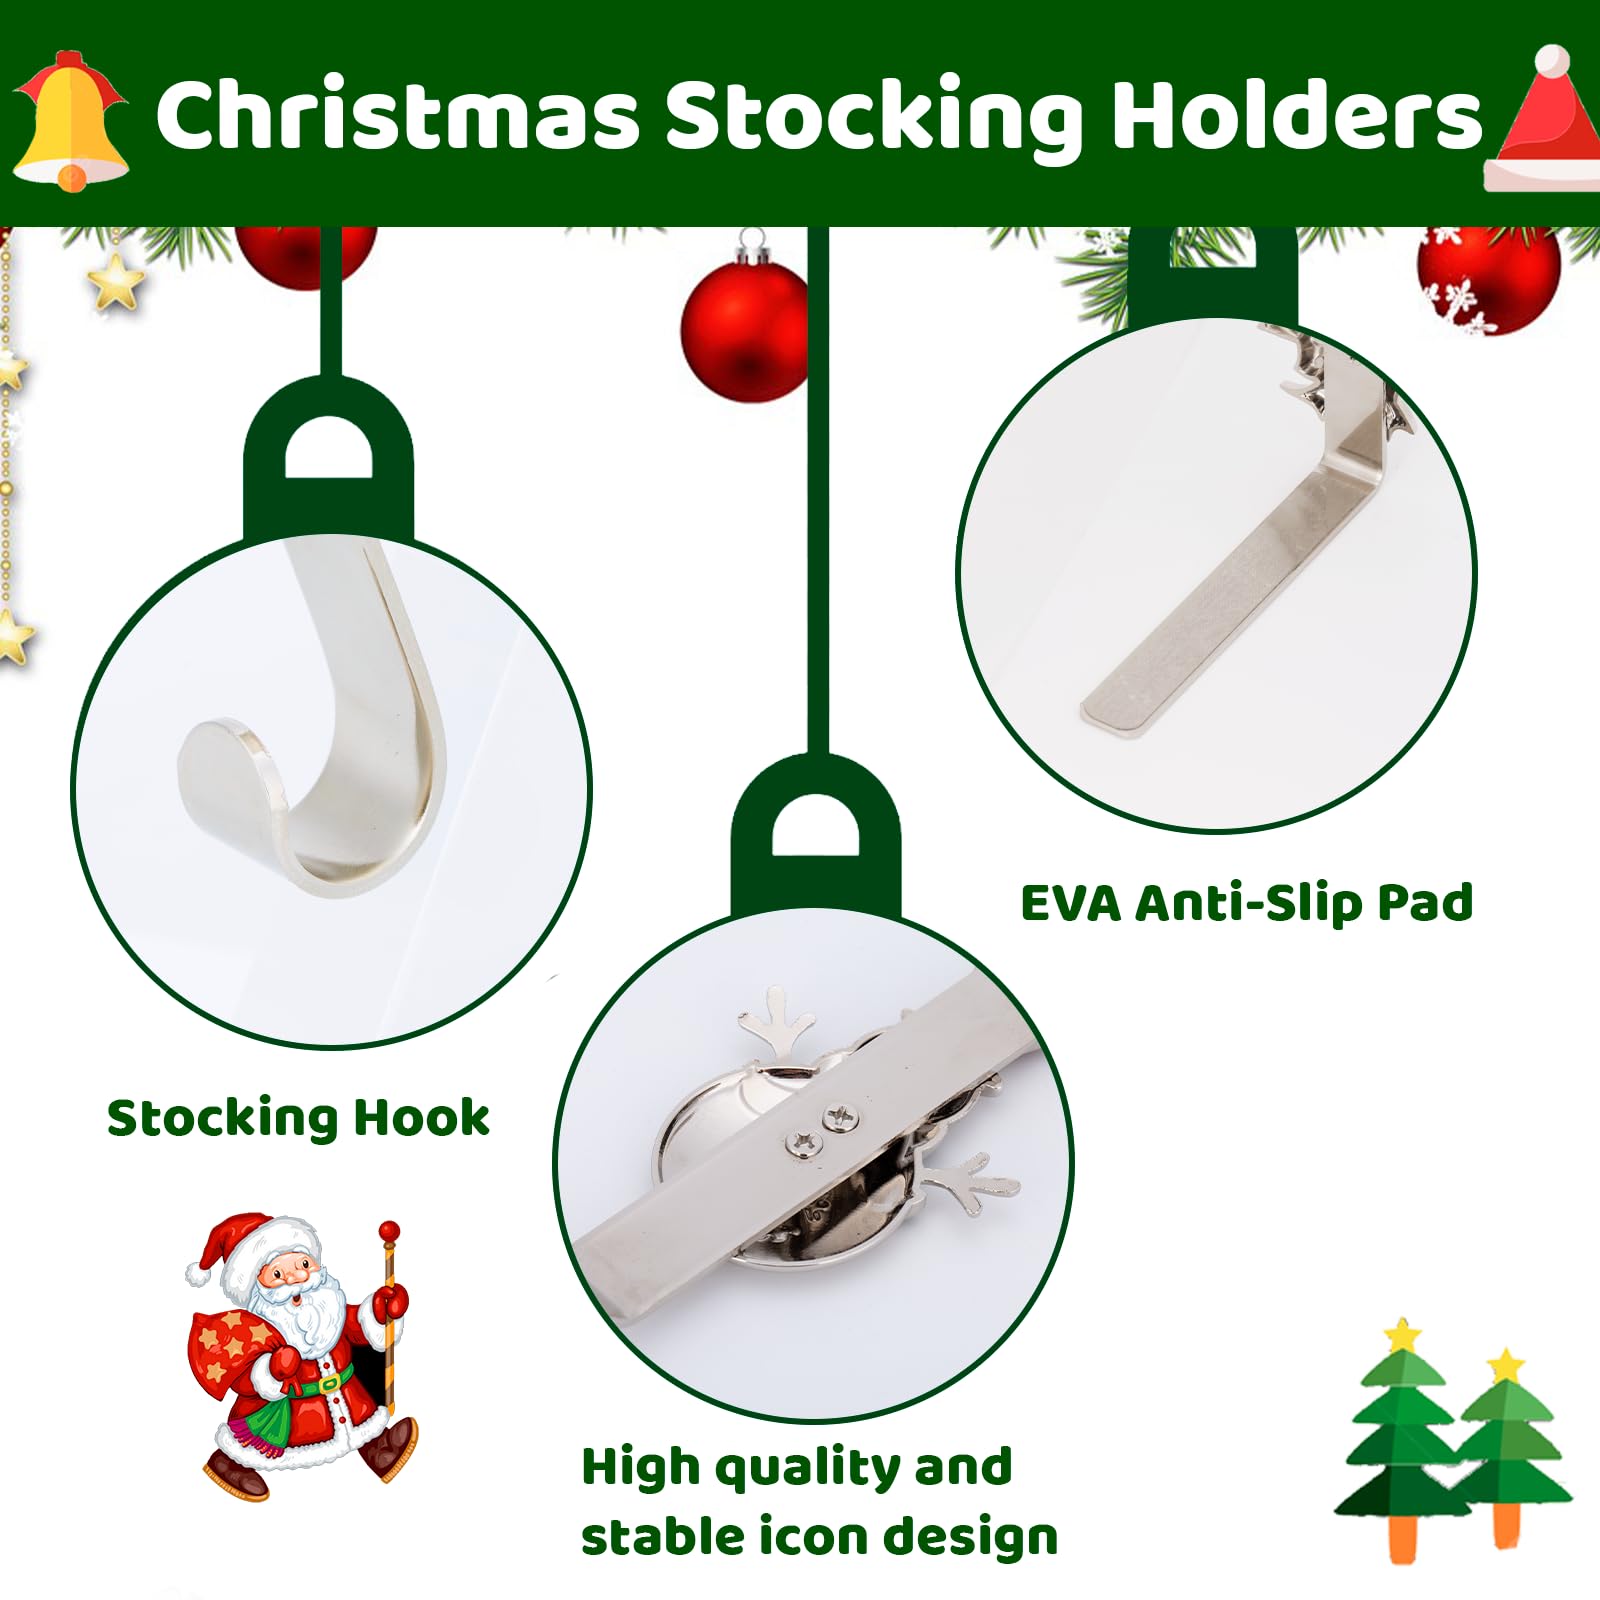 Christmas Stocking Holders
EVA Anti-Slip Pad
Stocking Hook
High quality and
stable icon design